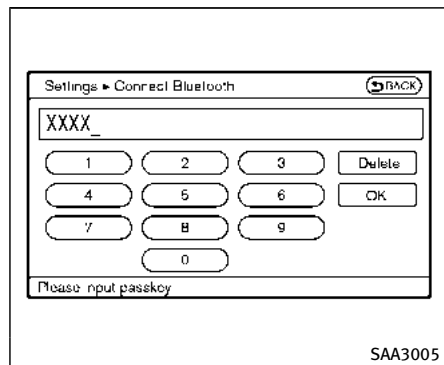 Settings ▸ Connect Bluetooth BACK
XXXX_
1 2 3 Delete
4 5 6 OK
7 8 9
0
Please input passkey
SAA3005